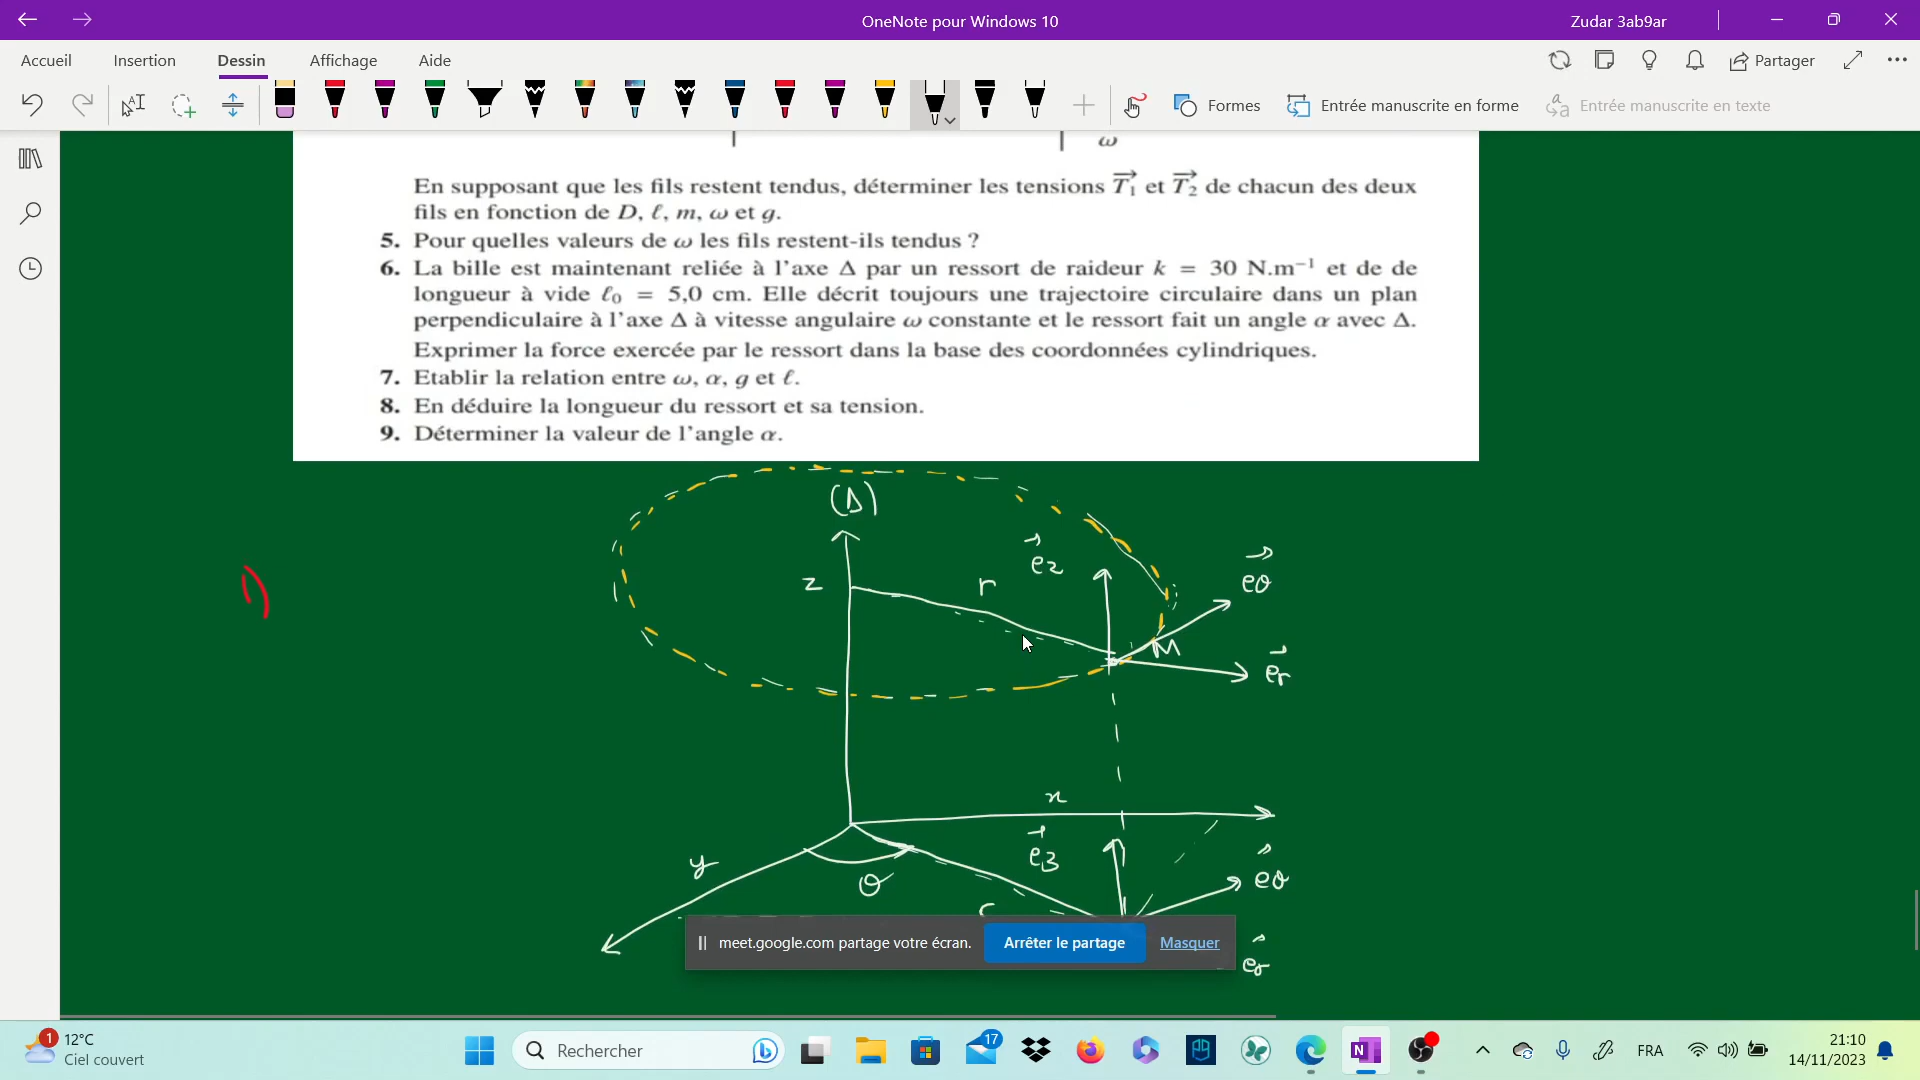 OneNote pour Windows 10
Zudar 3ab9ar
Accueil
Insertion
Dessin
Affichage
Aide
Partager
Formes
Entrée manuscrite en forme
Entrée manuscrite en texte
ω
En supposant que les fils restent tendus, déterminer les tensions T₁ et T₂ de chacun des deux
fils en fonction de D, ℓ, m, ω et g.
5. Pour quelles valeurs de ω les fils restent-ils tendus ?
6. La bille est maintenant reliée à l'axe Δ par un ressort de raideur k = 30 N.m⁻¹ et de de
longueur à vide ℓ₀ = 5,0 cm. Elle décrit toujours une trajectoire circulaire dans un plan
perpendiculaire à l'axe Δ à vitesse angulaire ω constante et le ressort fait un angle α avec Δ.
Exprimer la force exercée par le ressort dans la base des coordonnées cylindriques.
7. Etablir la relation entre ω, α, g et ℓ.
8. En déduire la longueur du ressort et sa tension.
9. Déterminer la valeur de l'angle α.
(Δ)
1)
z
r
ez
eθ
M
er
x
y
θ
e3
eθ
er
meet.google.com partage votre écran.
Arrêter le partage
Masquer
1
12°C
Ciel couvert
Rechercher
17
FRA
21:10
14/11/2023